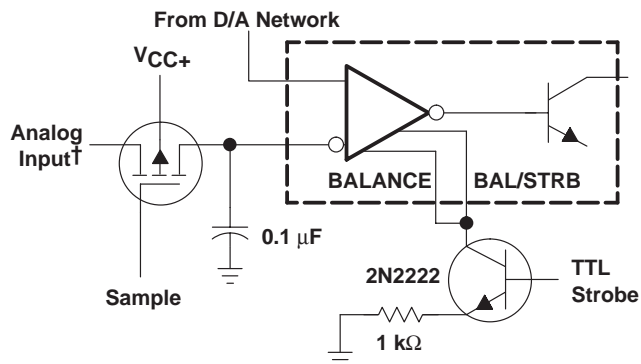 From D/A Network
VCC+
Analog
Input†
BALANCE
BAL/STRB
0.1 μF
2N2222
TTL
Strobe
Sample
1 kΩ